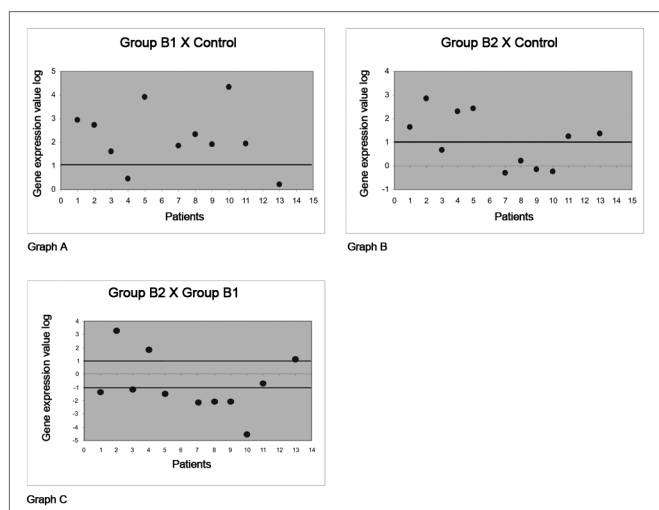 Group B1 X Control
Gene expression value log
5
4
3
2
1
0
0 1 2 3 4 5 6 7 8 9 10 11 12 13 14 15
Patients
Graph A
Group B2 X Control
Gene expression value log
4
3
2
1
0
-1
0 1 2 3 4 5 6 7 8 9 10 11 12 13 14 15
Patients
Graph B
Group B2 X Group B1
Gene expression value log
4
3
2
1
0
-1
-2
-3
-4
-5
0 1 2 3 4 5 6 7 8 9 10 11 12 13 14
Patients
Graph C